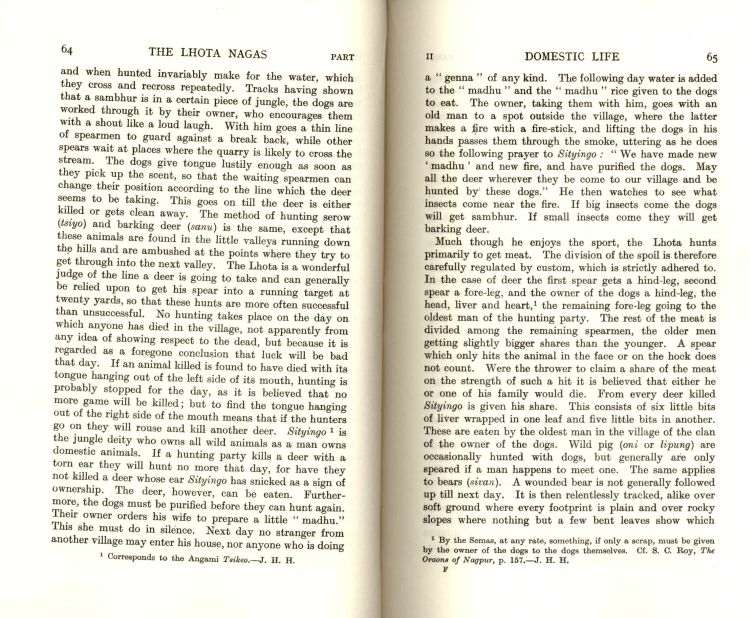 64 THE LHOTA NAGAS PART
and when hunted invariably make for the water, which
they cross and recross repeatedly. Tracks having shown
that a sambhur is in a certain piece of jungle, the dogs are
worked through it by their owner, who encourages them
with a shout like a loud laugh. With him goes a thin line
of spearmen to guard against a break back, while other
spears wait at places where the quarry is likely to cross the
stream. The dogs give tongue lustily enough as soon as
they pick up the scent, so that the waiting spearmen can
change their position according to the line which the deer
seems to be taking. This goes on till the deer is either
killed or gets clean away. The method of hunting serow
(tsiyo) and barking deer (sanu) is the same, except that
these animals are found in the little valleys running down
the hills and are ambushed at the points where they try to
get through into the next valley. The Lhota is a wonderful
judge of the line a deer is going to take and can generally
be relied upon to get his spear into a running target at
twenty yards, so that these hunts are more often successful
than unsuccessful. No hunting takes place on the day on
which anyone has died in the village, not apparently from
any idea of showing respect to the dead, but because it is
regarded as a foregone conclusion that luck will be bad
that day. If an animal killed is found to have died with its
tongue hanging out of the left side of its mouth, hunting is
probably stopped for the day, as it is believed that no
more game will be killed; but to find the tongue hanging
out of the right side of the mouth means that if the hunters
go on they will rouse and kill another deer. Sityingo ¹ is
the jungle deity who owns all wild animals as a man owns
domestic animals. If a hunting party kills a deer with a
torn ear they will hunt no more that day, for have they
not killed a deer whose ear Sityingo has snicked as a sign of
ownership. The deer, however, can be eaten. Further-
more, the dogs must be purified before they can hunt again.
Their owner orders his wife to prepare a little “ madhu.”
This she must do in silence. Next day no stranger from
another village may enter his house, nor anyone who is doing
¹ Corresponds to the Angami Tsikeo.—J. H. H.
II DOMESTIC LIFE 65
a “ genna ” of any kind. The following day water is added
to the “ madhu ” and the “ madhu ” rice given to the dogs
to eat. The owner, taking them with him, goes with an
old man to a spot outside the village, where the latter
makes a fire with a fire-stick, and lifting the dogs in his
hands passes them through the smoke, uttering as he does
so the following prayer to Sityingo : “ We have made new
‘ madhu ’ and new fire, and have purified the dogs. May
all the deer wherever they be come to our village and be
hunted by these dogs.” He then watches to see what
insects come near the fire. If big insects come the dogs
will get sambhur. If small insects come they will get
barking deer.
Much though he enjoys the sport, the Lhota hunts
primarily to get meat. The division of the spoil is therefore
carefully regulated by custom, which is strictly adhered to.
In the case of deer the first spear gets a hind-leg, second
spear a fore-leg, and the owner of the dogs a hind-leg, the
head, liver and heart,¹ the remaining fore-leg going to the
oldest man of the hunting party. The rest of the meat is
divided among the remaining spearmen, the older men
getting slightly bigger shares than the younger. A spear
which only hits the animal in the face or on the hock does
not count. Were the thrower to claim a share of the meat
on the strength of such a hit it is believed that either he
or one of his family would die. From every deer killed
Sityingo is given his share. This consists of six little bits
of liver wrapped in one leaf and five little bits in another.
These are eaten by the oldest man in the village of the clan
of the owner of the dogs. Wild pig (oni or lipung) are
occasionally hunted with dogs, but generally are only
speared if a man happens to meet one. The same applies
to bears (sivan). A wounded bear is not generally followed
up till next day. It is then relentlessly tracked, alike over
soft ground where every footprint is plain and over rocky
slopes where nothing but a few bent leaves show which
¹ By the Semas, at any rate, something, if only a scrap, must be given
by the owner of the dogs to the dogs themselves. Cf. S. C. Roy, The
Oraons of Nagpur, p. 157.—J. H. H.
F